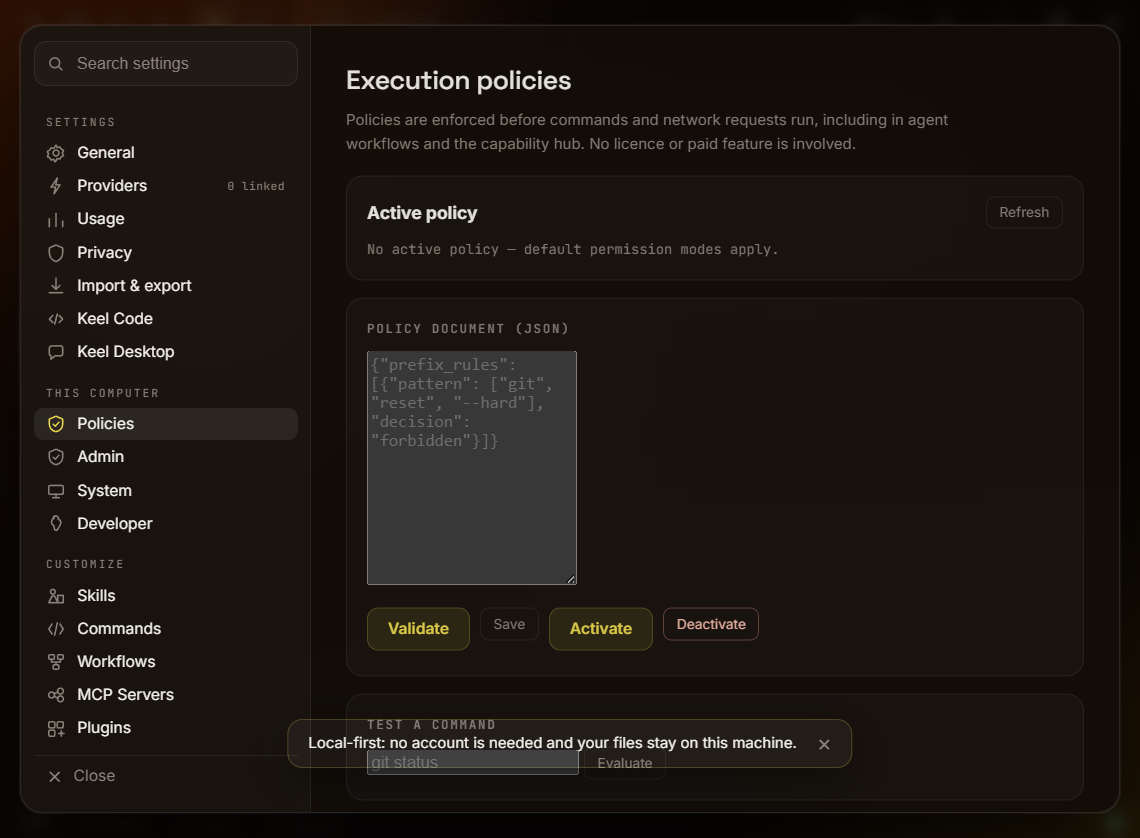 Search settings
SETTINGS
General
Providers 0 linked
Usage
Privacy
Import & export
Keel Code
Keel Desktop
THIS COMPUTER
Policies
Admin
System
Developer
CUSTOMIZE
Skills
Commands
Workflows
MCP Servers
Plugins
Close
Execution policies
Policies are enforced before commands and network requests run, including in agent
workflows and the capability hub. No licence or paid feature is involved.
Active policy
Refresh
No active policy — default permission modes apply.
POLICY DOCUMENT (JSON)
{"prefix_rules":
[{"pattern": ["git",
"reset", "--hard"],
"decision":
"forbidden"}]}
Validate Save Activate Deactivate
TEST A COMMAND
Local-first: no account is needed and your files stay on this machine.
git status Evaluate